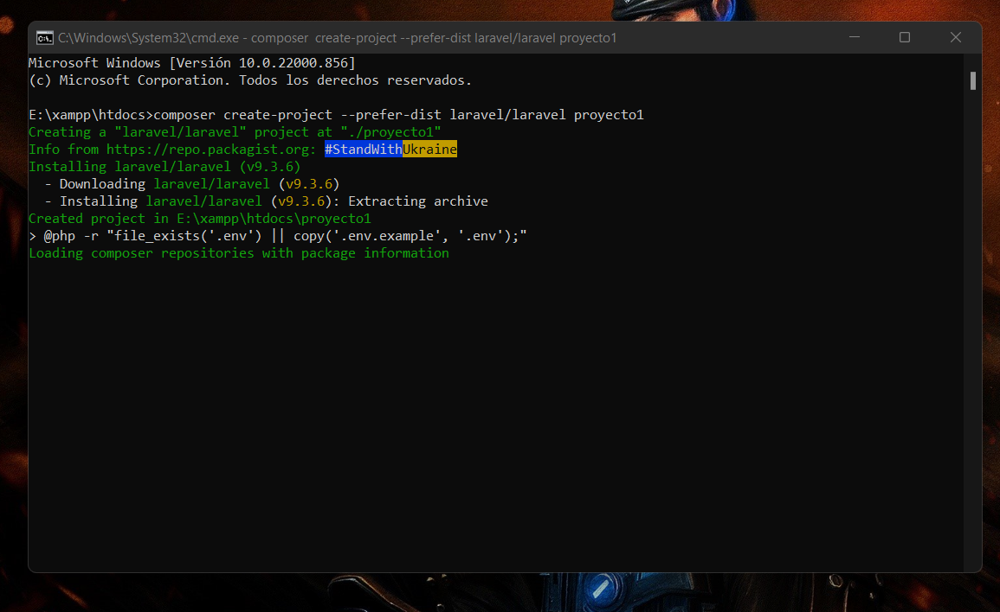 C:\Windows\System32\cmd.exe - composer  create-project --prefer-dist laravel/laravel proyecto1
Microsoft Windows [Versión 10.0.22000.856]
(c) Microsoft Corporation. Todos los derechos reservados.
E:\xampp\htdocs>composer create-project --prefer-dist laravel/laravel proyecto1
Creating a "laravel/laravel" project at "./proyecto1"
Info from https://repo.packagist.org: #StandWithUkraine
Installing laravel/laravel (v9.3.6)
  - Downloading laravel/laravel (v9.3.6)
  - Installing laravel/laravel (v9.3.6): Extracting archive
Created project in E:\xampp\htdocs\proyecto1
> @php -r "file_exists('.env') || copy('.env.example', '.env');"
Loading composer repositories with package information